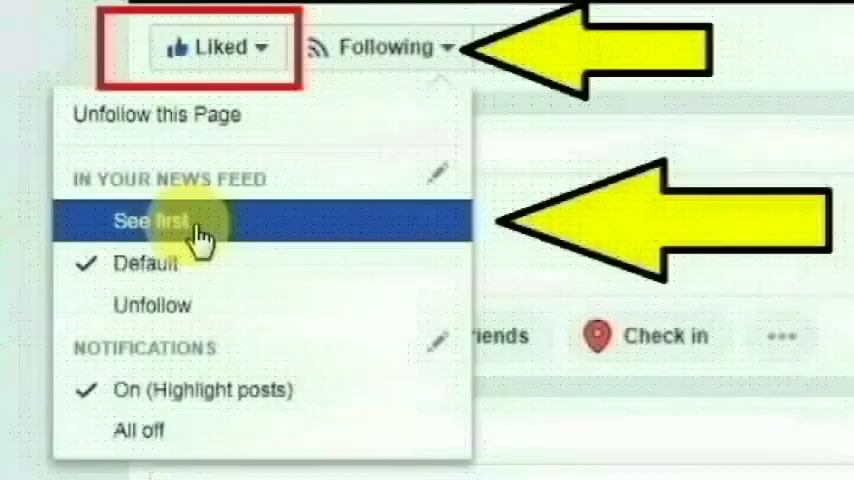 Liked Following
Unfollow this Page
IN YOUR NEWS FEED
See first
Default
Unfollow
riends Check in
NOTIFICATIONS
On (Highlight posts)
All off